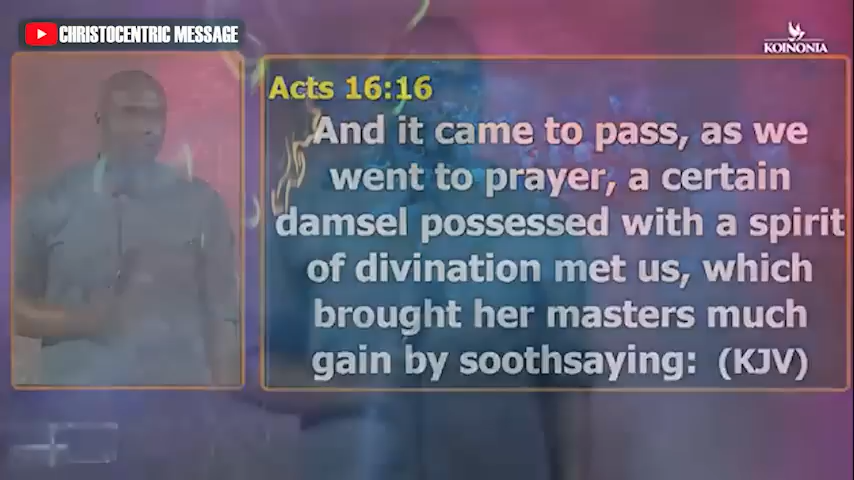 CHRISTOCENTRIC MESSAGE
KOINONIA
Acts 16:16
And it came to pass, as we
went to prayer, a certain
damsel possessed with a spirit
of divination met us, which
brought her masters much
gain by soothsaying: (KJV)